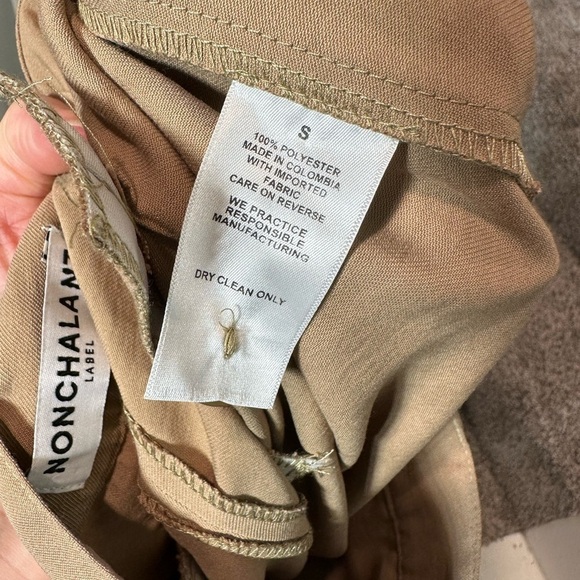 S
100% POLYESTER
MADE IN COLOMBIA
WITH IMPORTED
FABRIC
CARE ON REVERSE
WE PRACTICE
RESPONSIBLE
MANUFACTURING
DRY CLEAN ONLY
NONCHALANT
LABEL